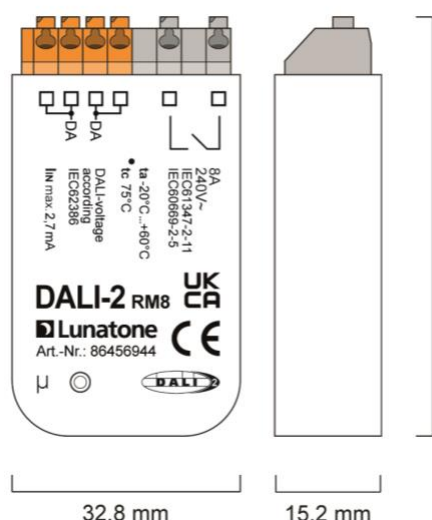 DA
DA
IIN max. 2,7mA
DALI-voltage
according
IEC62386
ta -20°C...+60°C
tc 75°C
8A
240V~
IEC61347-2-11
IEC60669-2-5
DALI-2 RM8
UK
CA
Lunatone
CE
Art.-Nr.: 86456944
µ
DALI 2
32.8 mm
15.2 mm